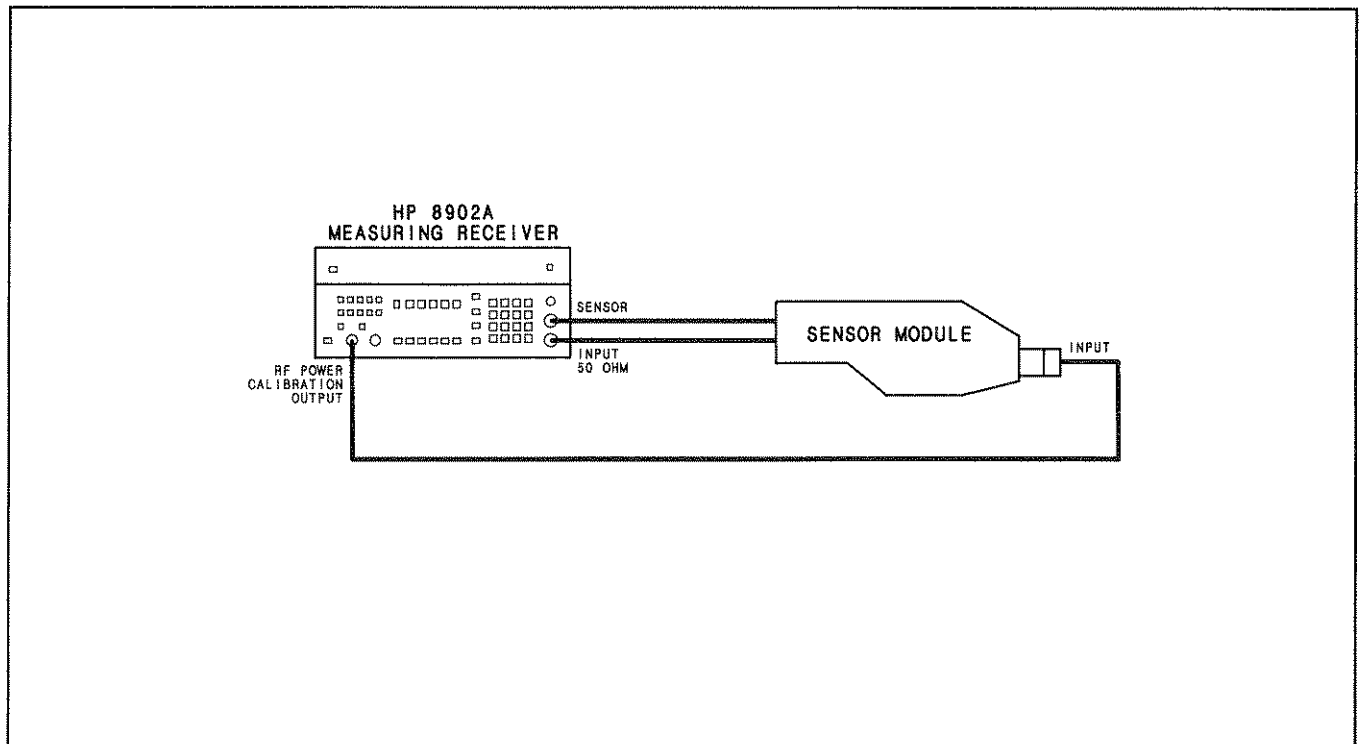 HP 8902A
MEASURING RECEIVER
SENSOR
INPUT
50 OHM
RF POWER
CALIBRATION
OUTPUT
SENSOR MODULE
INPUT